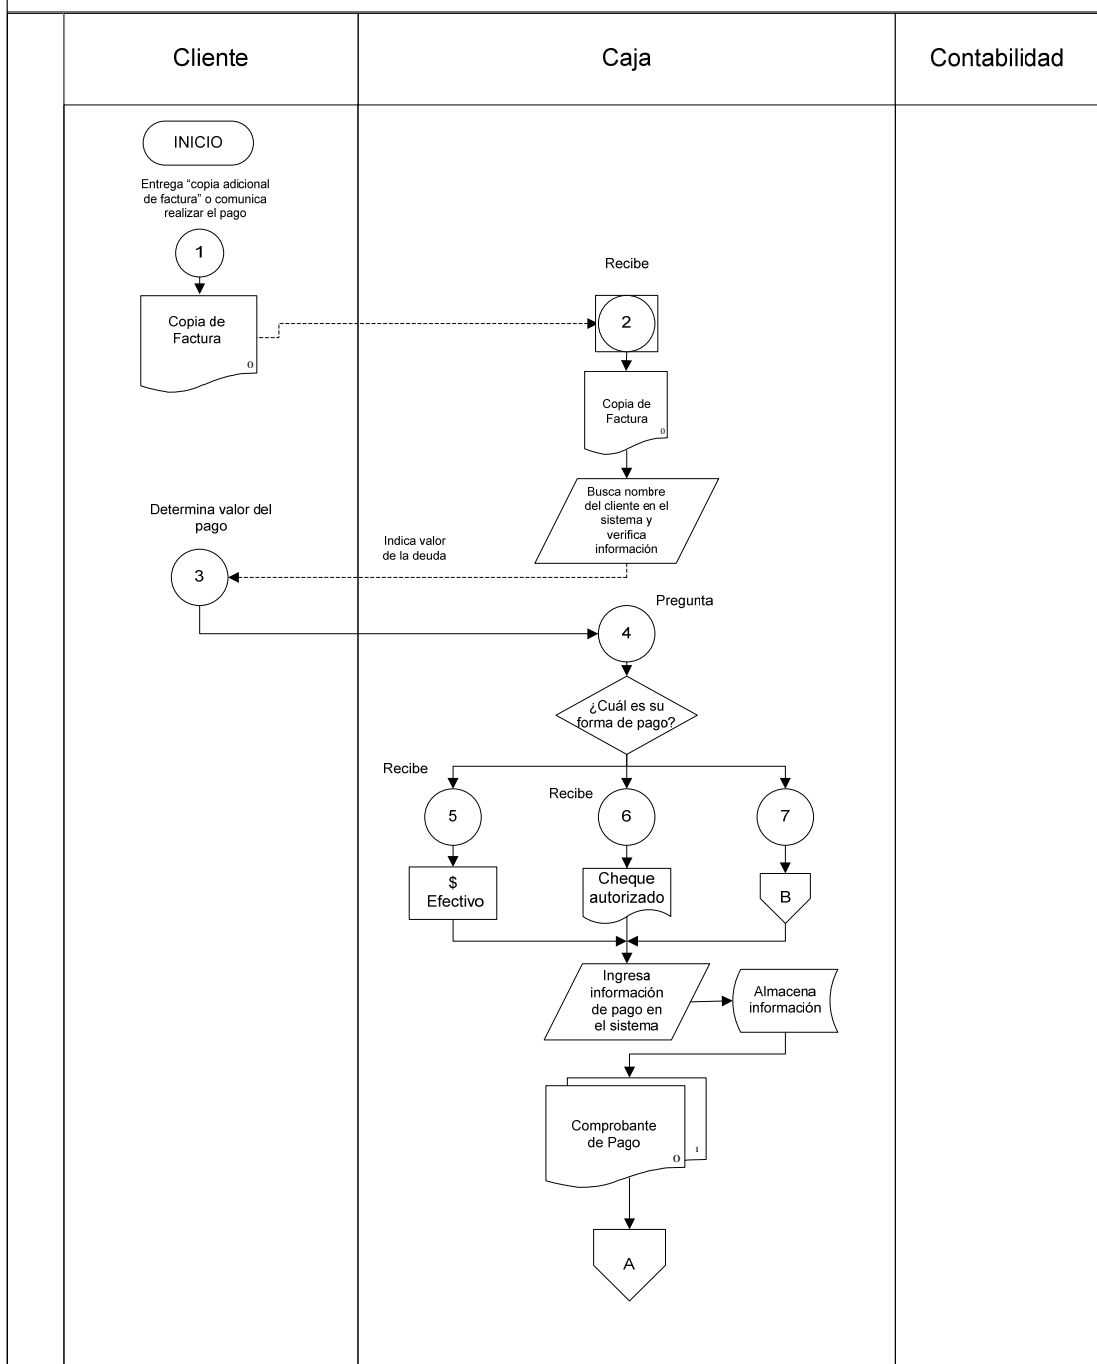 Cliente
Caja
Contabilidad
INICIO
Entrega “copia adicional
de factura” o comunica
realizar el pago
1
Copia de
Factura
0
Recibe
2
Copia de
Factura
0
Busca nombre
del cliente en el
sistema y
verifica
información
Determina valor del
pago
Indica valor
de la deuda
3
Pregunta
4
¿Cuál es su
forma de pago?
Recibe
5
Recibe
6
7
$
Efectivo
Cheque
autorizado
B
Ingresa
información
de pago en
el sistema
Almacena
información
Comprobante
de Pago
0
1
A